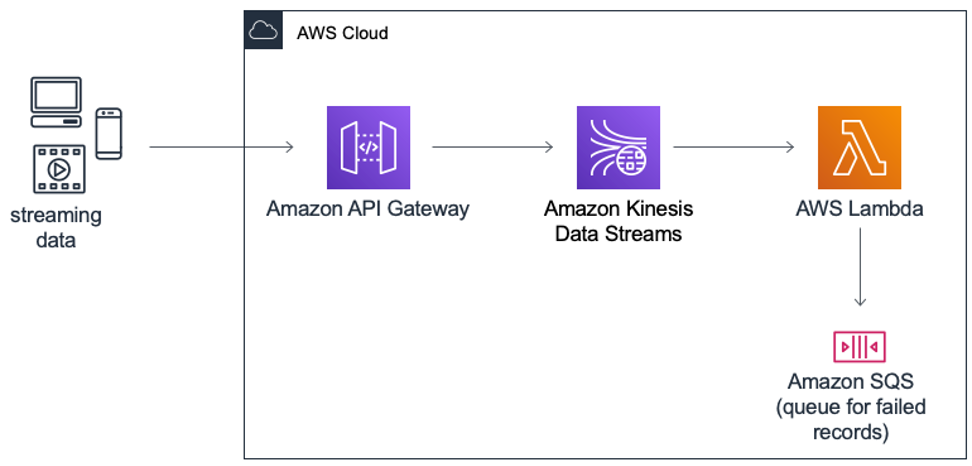 AWS Cloud
streaming
data
Amazon API Gateway
Amazon Kinesis
Data Streams
AWS Lambda
Amazon SQS
(queue for failed
records)